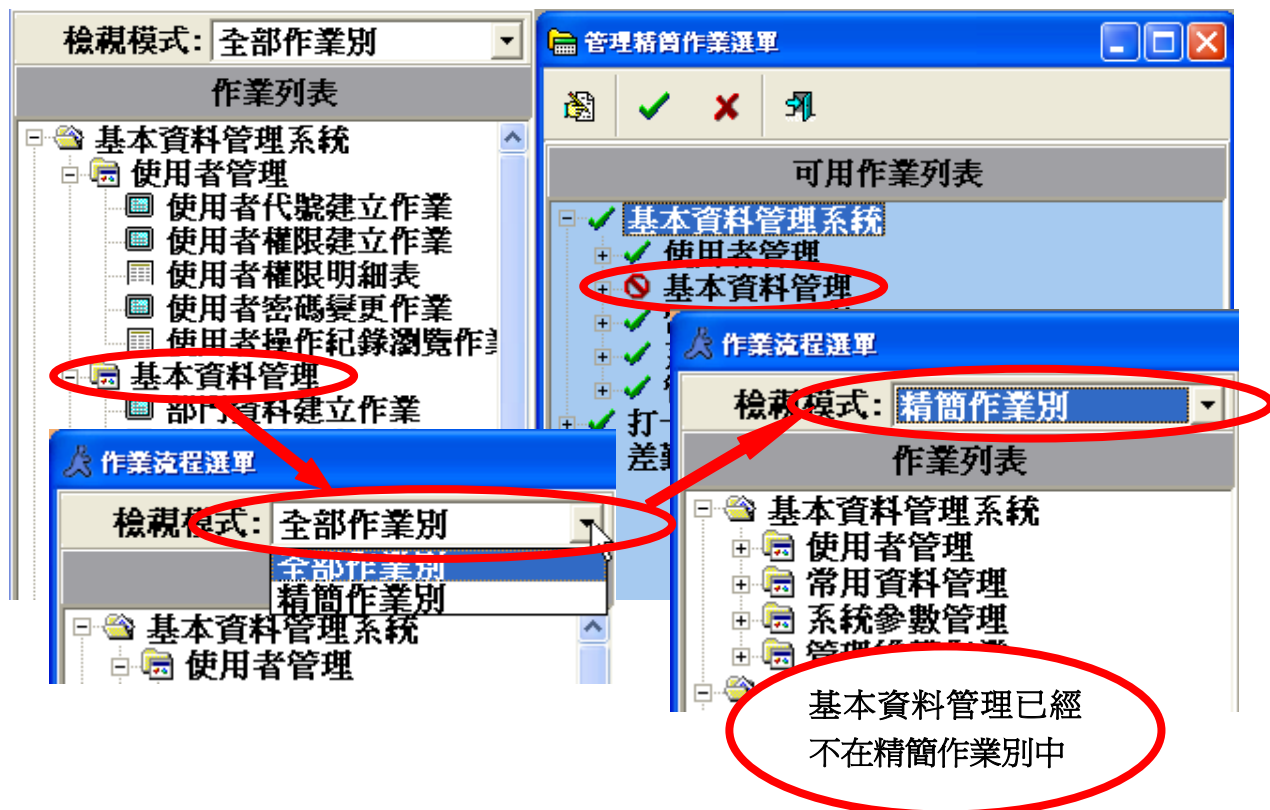 檢視模式: 全部作業別
作業列表
基本資料管理系統
使用者管理
使用者代號建立作業
使用者權限建立作業
使用者權限明細表
使用者密碼變更作業
使用者操作紀錄瀏覽作業
基本資料管理
部門資料建立作業
管理精簡作業選單
可用作業列表
基本資料管理系統
使用者管理
基本資料管理
打
差勤
作業流程選單
檢視模式: 全部作業別
全部作業別
精簡作業別
基本資料管理系統
使用者管理
作業流程選單
檢視模式: 精簡作業別
作業列表
基本資料管理系統
使用者管理
常用資料管理
系統參數管理
基本資料管理已經
不在精簡作業別中